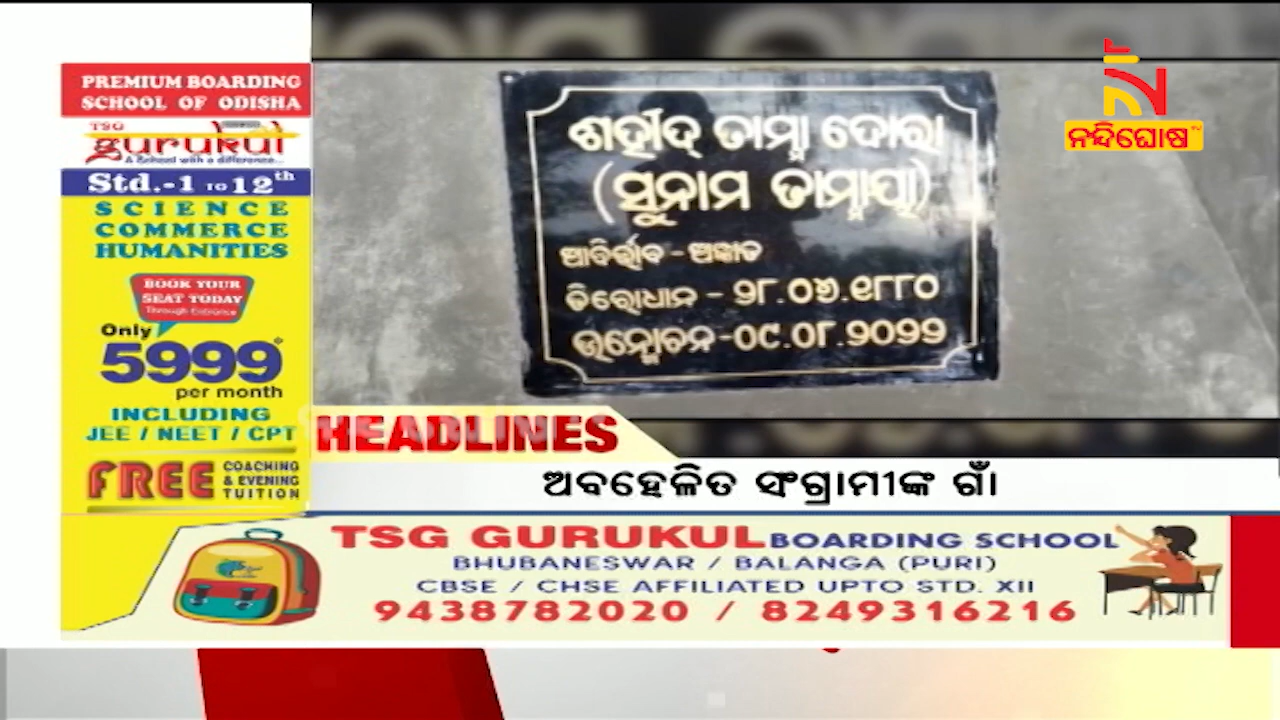 PREMIUM BOARDING
SCHOOL OF ODISHA
TSG
gurukul
A School with a difference...
Std.-1 TO 12th
SCIENCE
COMMERCE
HUMANITIES
BOOK YOUR
SEAT TODAY
Through Entrance
Only
5999*
per month
INCLUDING
JEE / NEET / CPT
FREE
COACHING
& EVENING
TUITION
ଶହୀଦ୍ ତାମ୍ନା ଦୋରା
(ସୁନାମ ତାମ୍ନାୟା)
ଆବିର୍ଭାବ - ଅଜ୍ଞାତ
ତିରୋଧାନ - ୨୮.୦୭.୧୮୮୦
ଉନ୍ମୋଚନ-୦୯.୦୮.୨୦୨୨
ନନ୍ଦିଘୋଷ TV
HEADLINES
ଅବହେଳିତ ସଂଗ୍ରାମୀଙ୍କ ଗାଁ
TSG GURUKUL BOARDING SCHOOL
BHUBANESWAR / BALANGA (PURI)
CBSE / CHSE AFFILIATED UPTO STD. XII
9438782020 / 8249316216